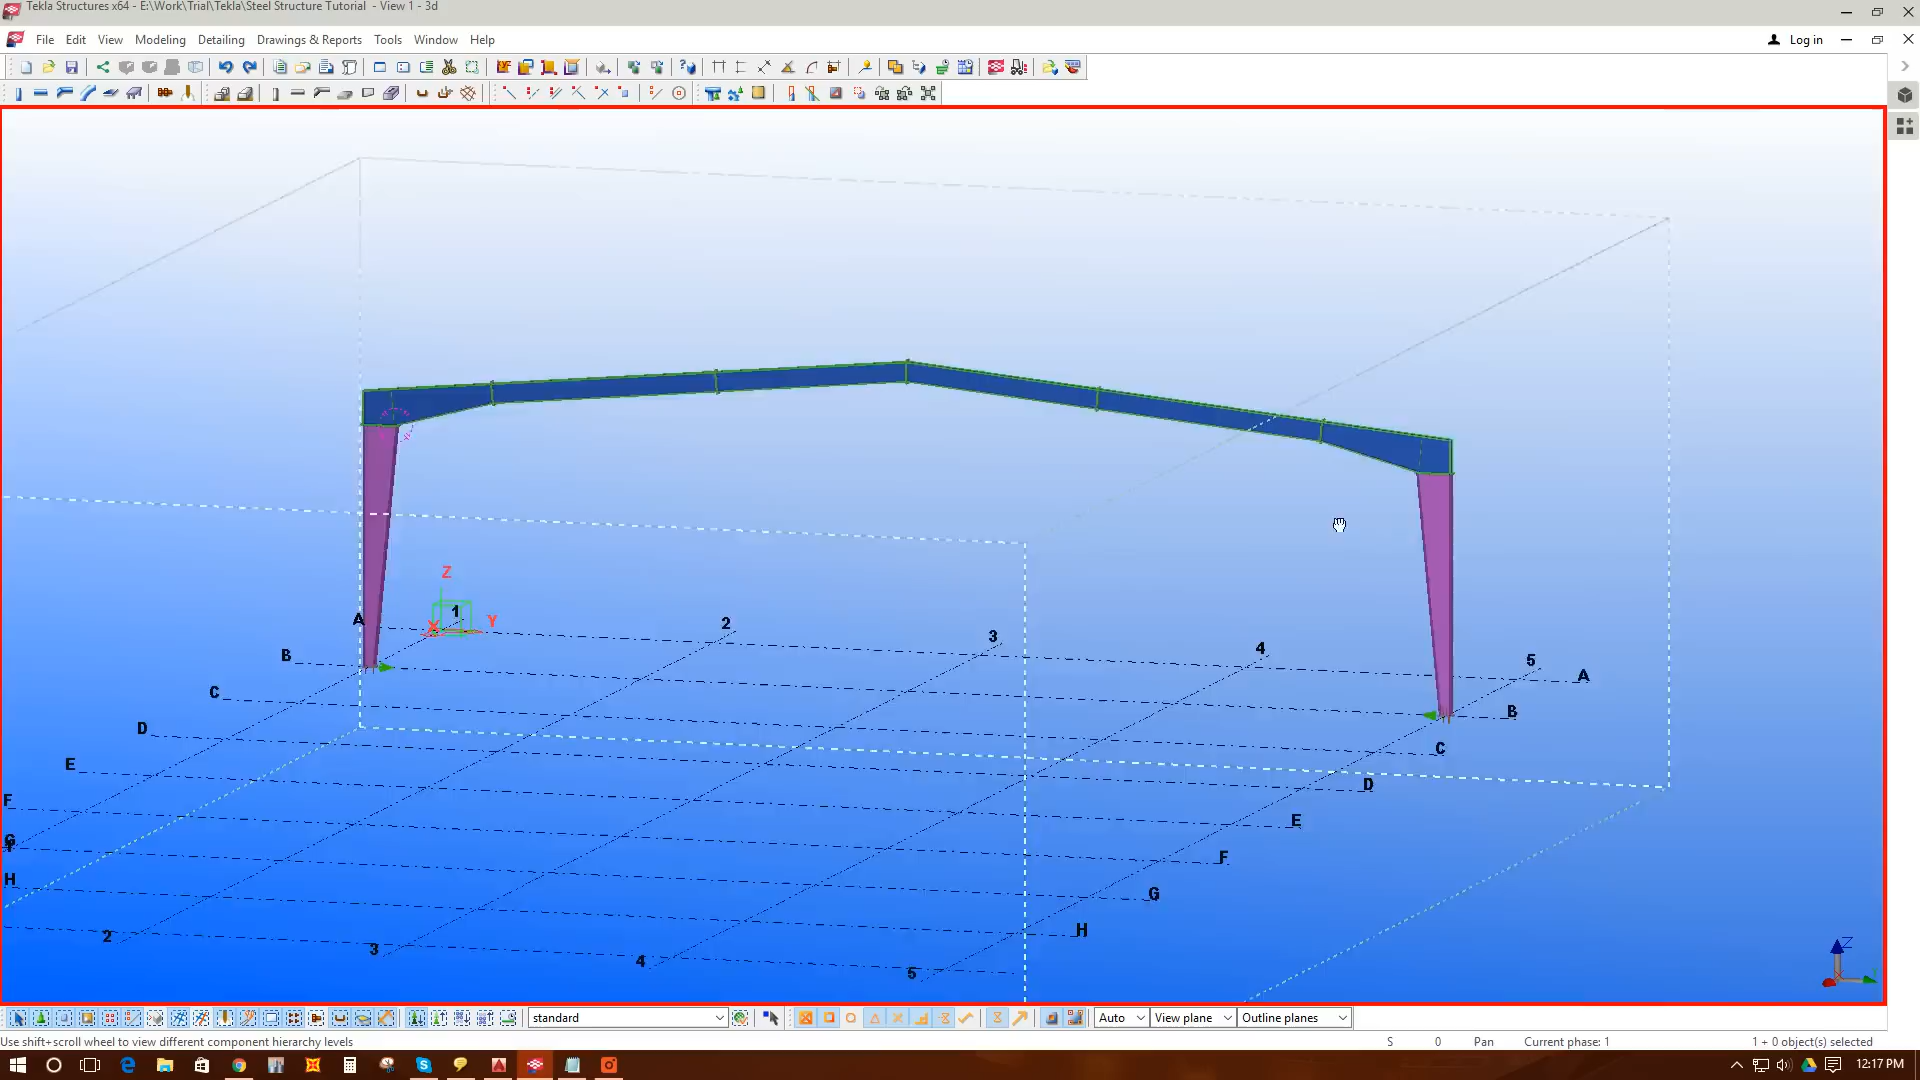 Tekla Structures x64 - E:\Work\Trial\Tekla\Steel Structure Tutorial - View 1 - 3d
File Edit View Modeling Detailing Drawings & Reports Tools Window Help Log in
Z
X 1 Y
A 2 3 4 5 A
B B
C C
D D
E E
F F
G G
H H
2 3 4 5
Z
standard Auto View plane Outline planes
Use shift+scroll wheel to view different component hierarchy levels S 0 Pan Current phase: 1 1 + 0 object(s) selected
12:17 PM